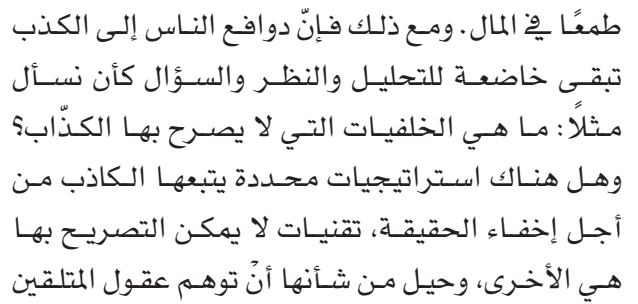 طمعًا في المال. ومع ذلك فإنّ دوافع الناس إلى الكذب
تبقى خاضعة للتحليل والنظر والسؤال كأن نسأل
مثلًا: ما هي الخلفيات التي لا يصرح بها الكذّاب؟
وهل هناك استراتيجيات محددة يتبعها الكاذب من
أجل إخفاء الحقيقة، تقنيات لا يمكن التصريح بها
هي الأخرى، وحيل من شأنها أنْ توهم عقول المتلقين